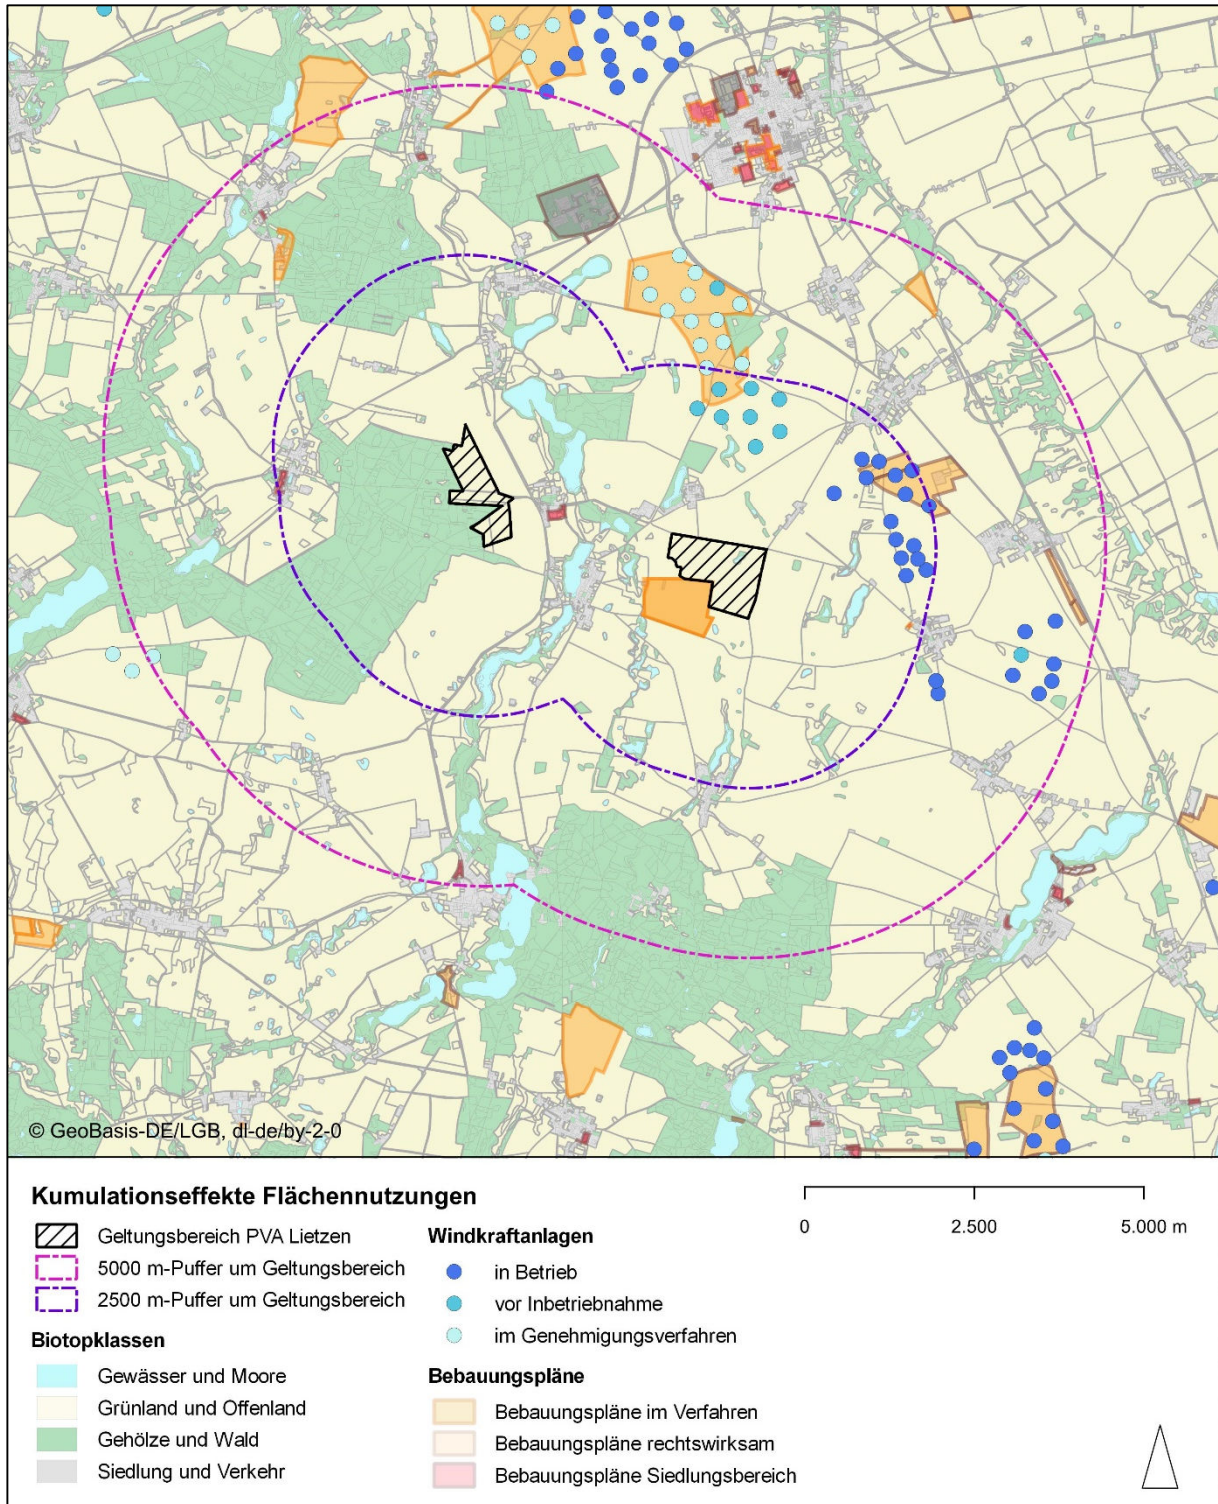 © GeoBasis-DE/LGB, dl-de/by-2-0
Kumulationseffekte Flächennutzungen
Geltungsbereich PVA Lietzen
5000 m-Puffer um Geltungsbereich
2500 m-Puffer um Geltungsbereich
Biotopklassen
Gewässer und Moore
Grünland und Offenland
Gehölze und Wald
Siedlung und Verkehr
Windkraftanlagen
in Betrieb
vor Inbetriebnahme
im Genehmigungsverfahren
Bebauungspläne
Bebauungspläne im Verfahren
Bebauungspläne rechtswirksam
Bebauungspläne Siedlungsbereich
0 2.500 5.000 m